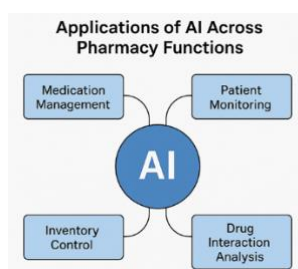 Applications of AI Across
Pharmacy Functions
Medication
Management
Patient
Monitoring
AI
Inventory
Control
Drug
Interaction
Analysis